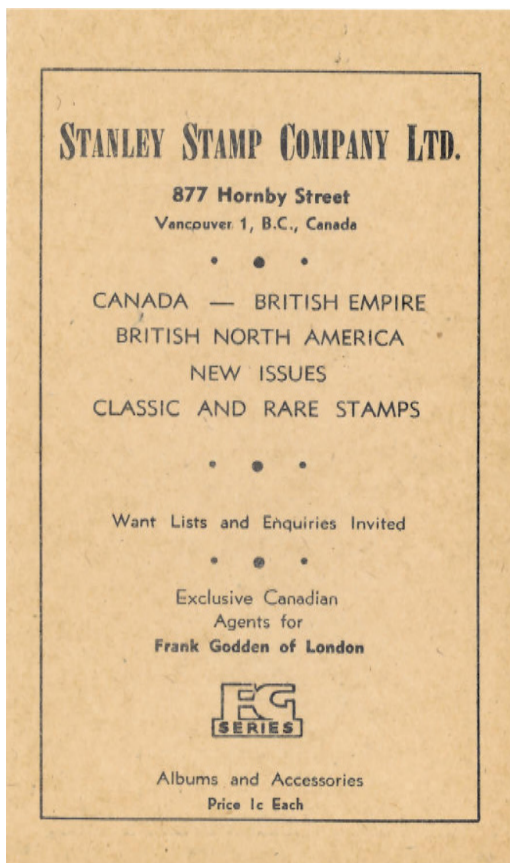 STANLEY STAMP COMPANY LTD.
877 Hornby Street
Vancouver 1, B.C., Canada
CANADA — BRITISH EMPIRE
BRITISH NORTH AMERICA
NEW ISSUES
CLASSIC AND RARE STAMPS
Want Lists and Enquiries Invited
Exclusive Canadian
Agents for
Frank Godden of London
FG
SERIES
Albums and Accessories
Price 1c Each